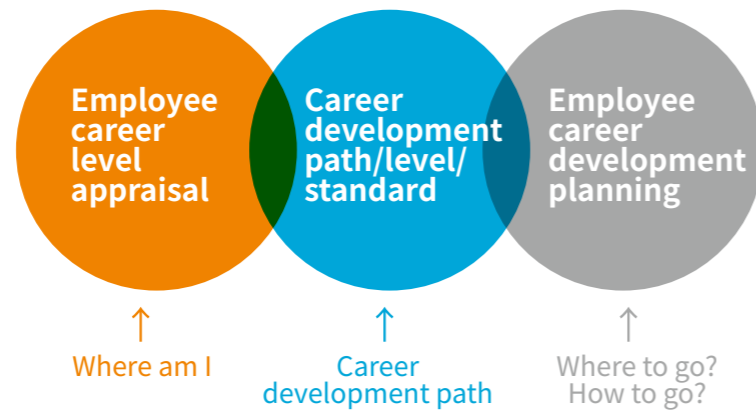 Employee
career
level
appraisal
Career
development
path/level/
standard
Employee
career
development
planning
Where am I
Career
development path
Where to go?
How to go?